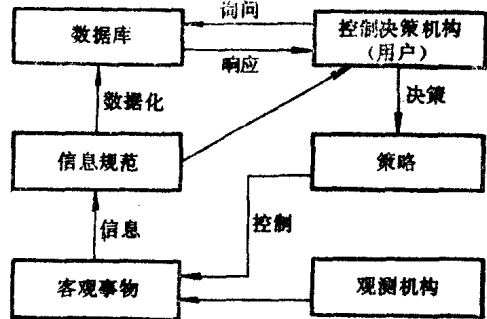 询问
数据库
控制决策机构
(用户)
响应
数据化
决策
信息规范
策略
信息
控制
客观事物
观测机构